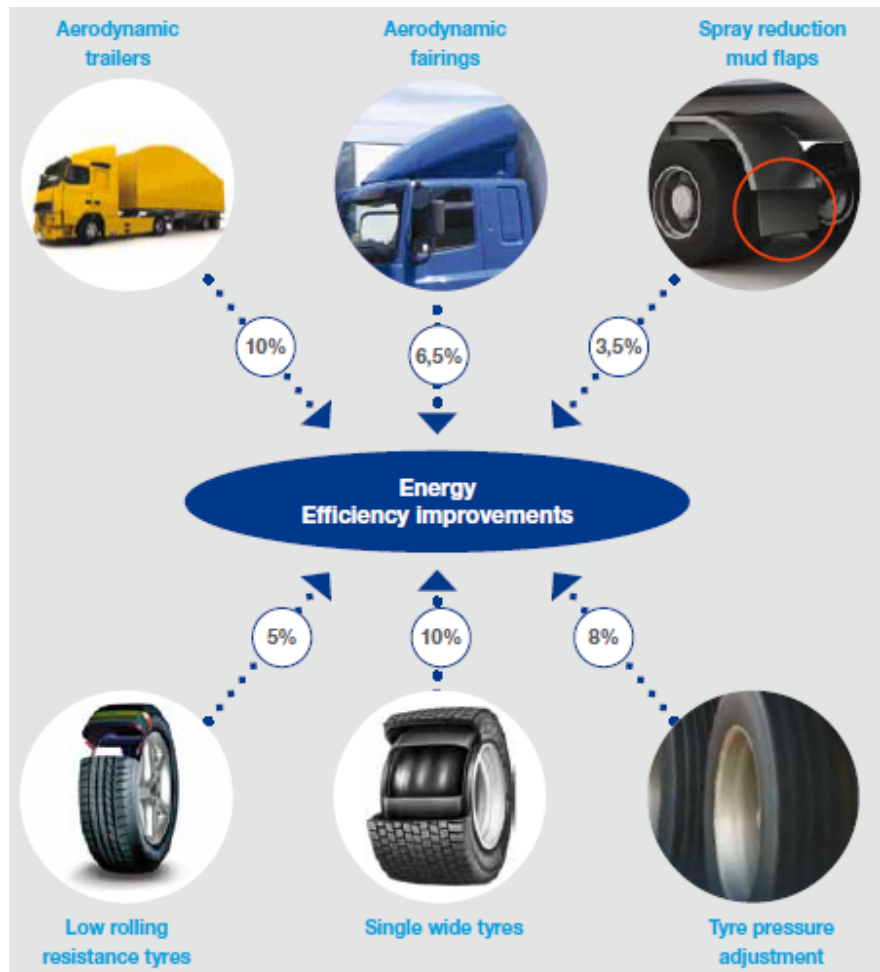 Aerodynamic
trailers
Aerodynamic
fairings
Spray reduction
mud flaps
10%
6,5%
3,5%
Energy
Efficiency improvements
5%
10%
8%
Low rolling
resistance tyres
Single wide tyres
Tyre pressure
adjustment